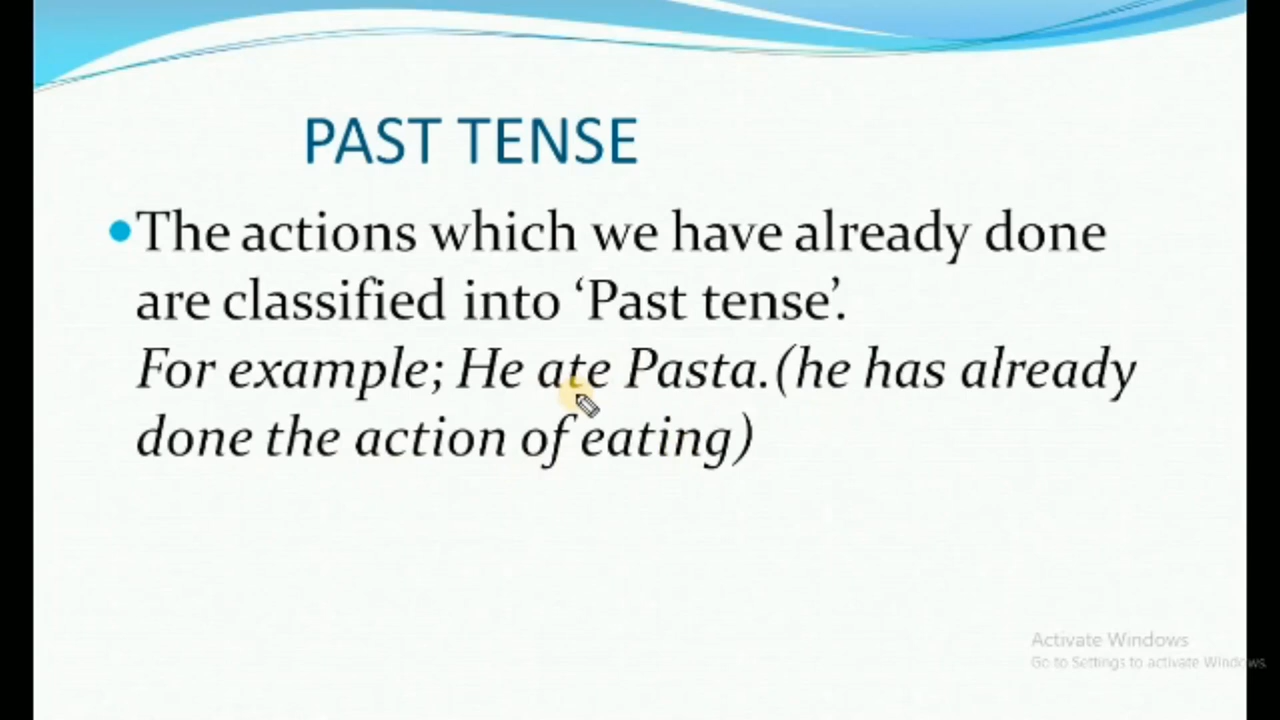 PAST TENSE
The actions which we have already done
are classified into ‘Past tense’.
For example; He ate Pasta.(he has already
done the action of eating)
Activate Windows
Go to Settings to activate Windows.